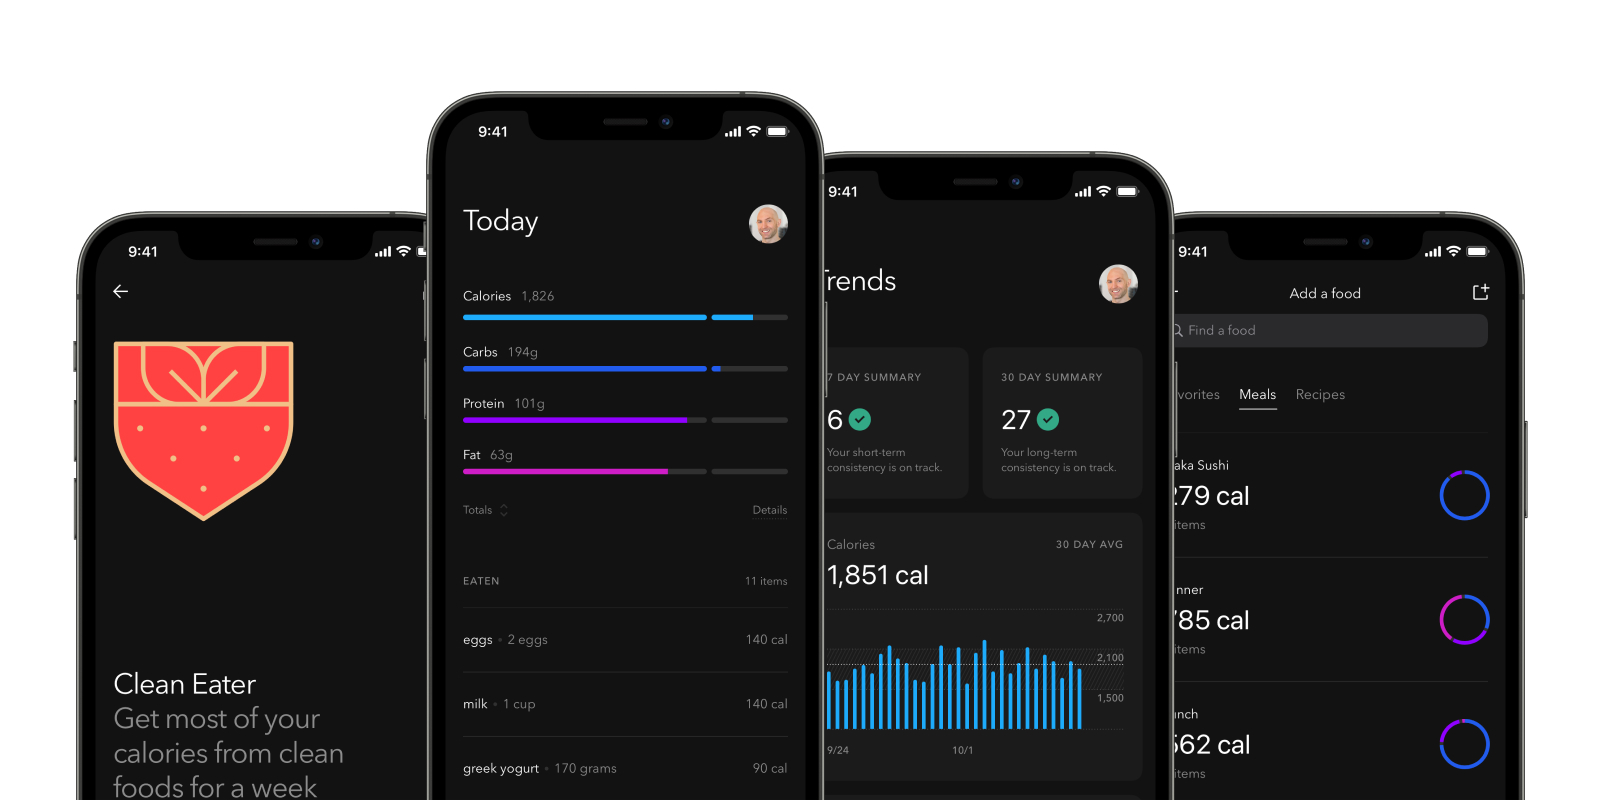 9:41
Clean Eater
Get most of your
calories from clean
foods for a week
9:41
Today
Calories 1,826
Carbs 194g
Protein 101g
Fat 63g
Totals Details
EATEN 11 items
eggs • 2 eggs 140 cal
milk • 1 cup 140 cal
greek yogurt • 170 grams 90 cal
9:41
rends
7 DAY SUMMARY
6
Your short-term
consistency is on track.
30 DAY SUMMARY
27
Your long-term
consistency is on track.
Calories 30 DAY AVG
1,851 cal
2,700
2,100
1,500
9/24 10/1
9:41
Add a food
Find a food
vorites Meals Recipes
aka Sushi
279 cal
items
nner
785 cal
items
unch
562 cal
items